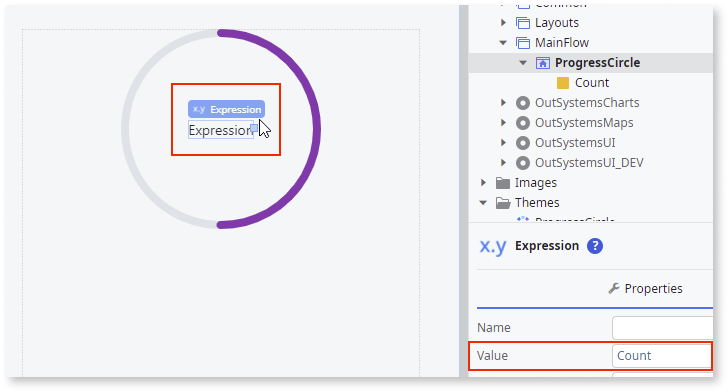 Common
Layouts
MainFlow
ProgressCircle
Count
OutSystemsCharts
OutSystemsMaps
OutSystemsUI
OutSystemsUI_DEV
Images
Themes
ProgressCircle
x.y Expression
Expression
x.y Expression ?
Properties
Name
Value Count